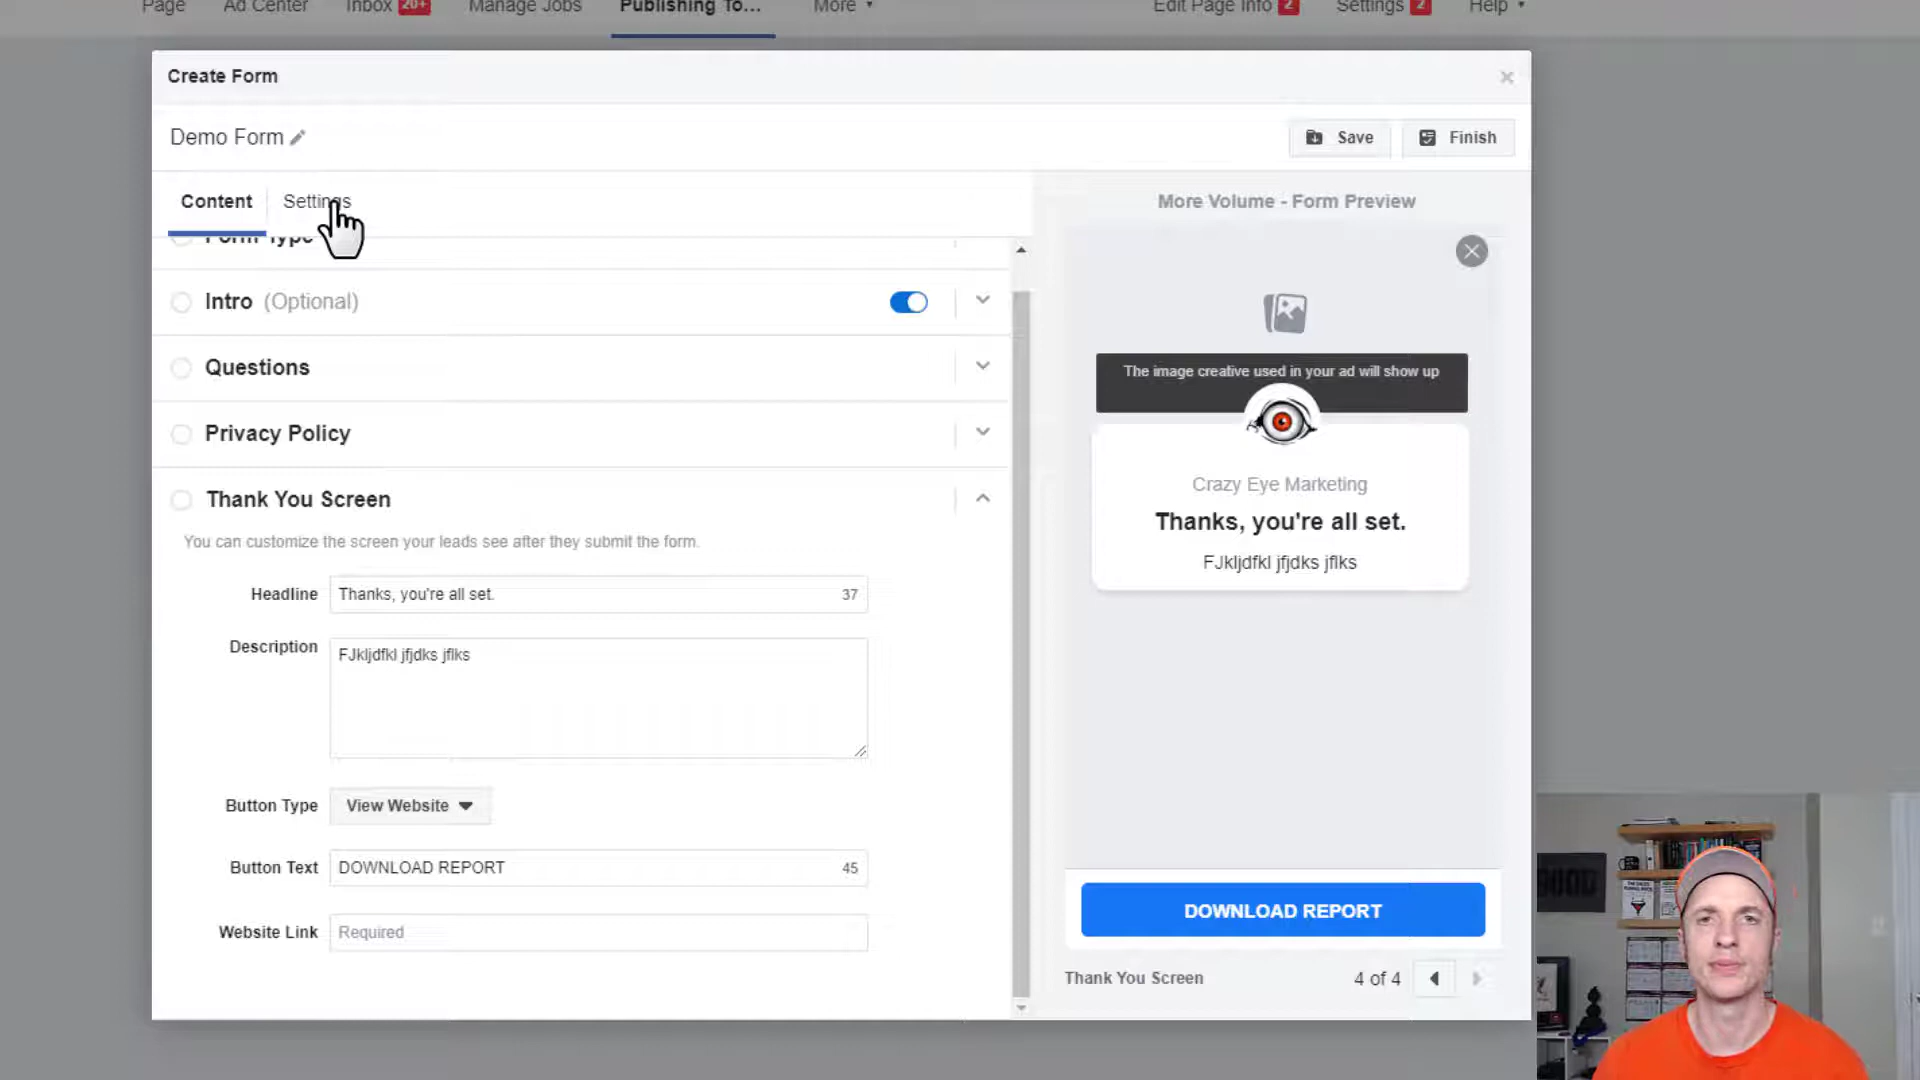 Page Ad Center Inbox 20+ Manage Jobs Publishing To... More Edit Page Info 2 Settings 2 Help
Create Form
Demo Form
Save Finish
Content Settings
More Volume - Form Preview
Form Type
Intro (Optional)
Questions
Privacy Policy
Thank You Screen
You can customize the screen your leads see after they submit the form.
Headline Thanks, you're all set. 37
Description FJkljdfkl jfjdks jflks
Button Type View Website
Button Text DOWNLOAD REPORT 45
Website Link Required
The image creative used in your ad will show up
Crazy Eye Marketing
Thanks, you're all set.
FJkljdfkl jfjdks jflks
DOWNLOAD REPORT
Thank You Screen 4 of 4